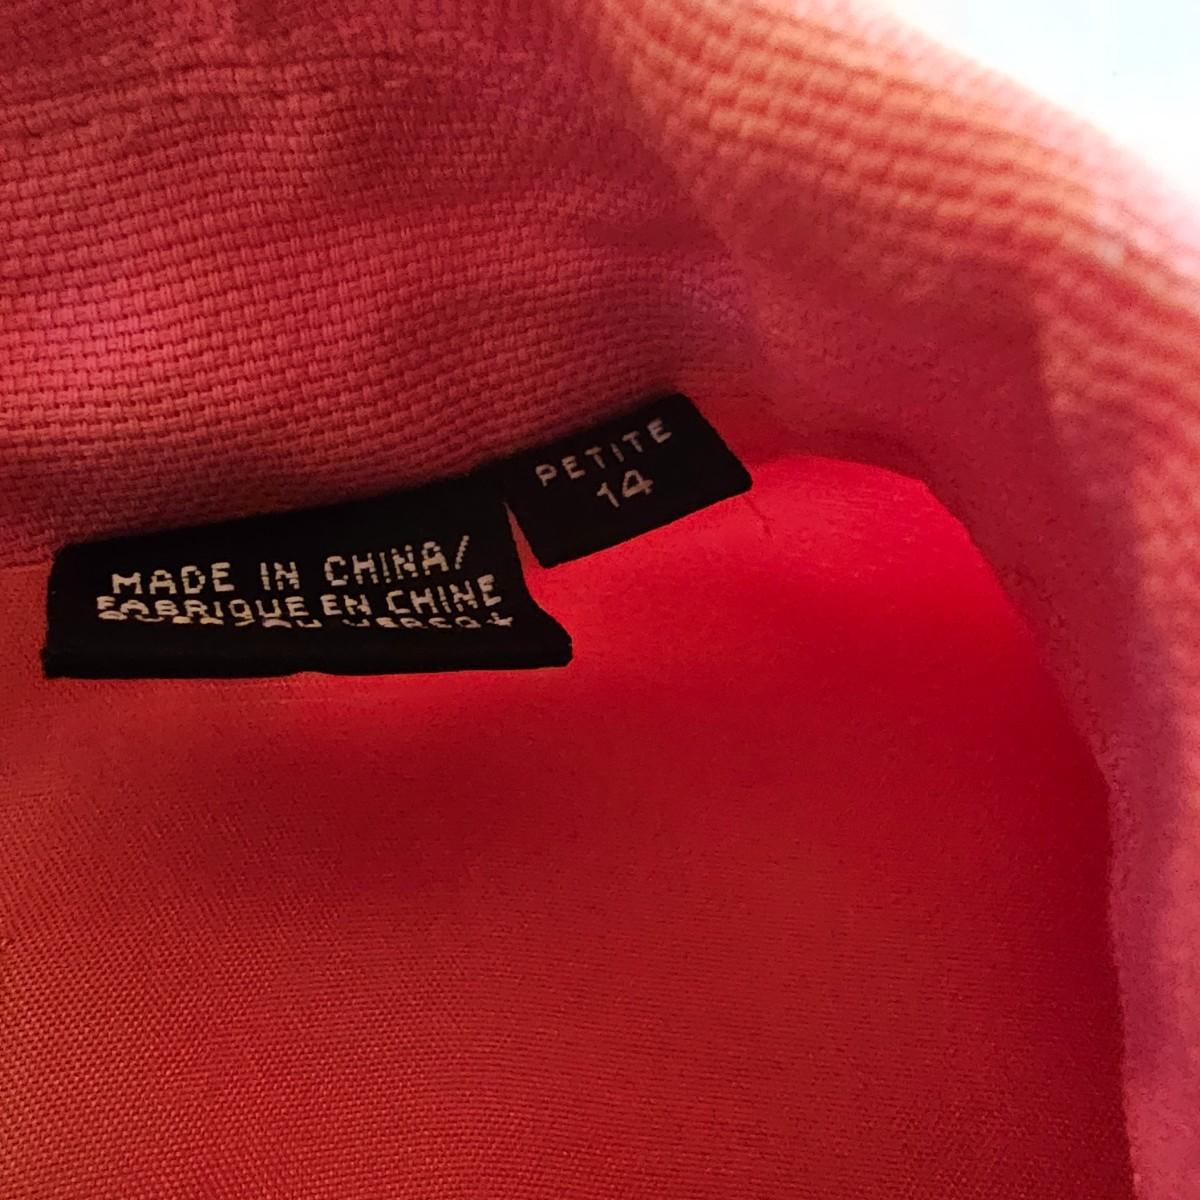 PETITE
14
MADE IN CHINA/
FABRIQUE EN CHINE